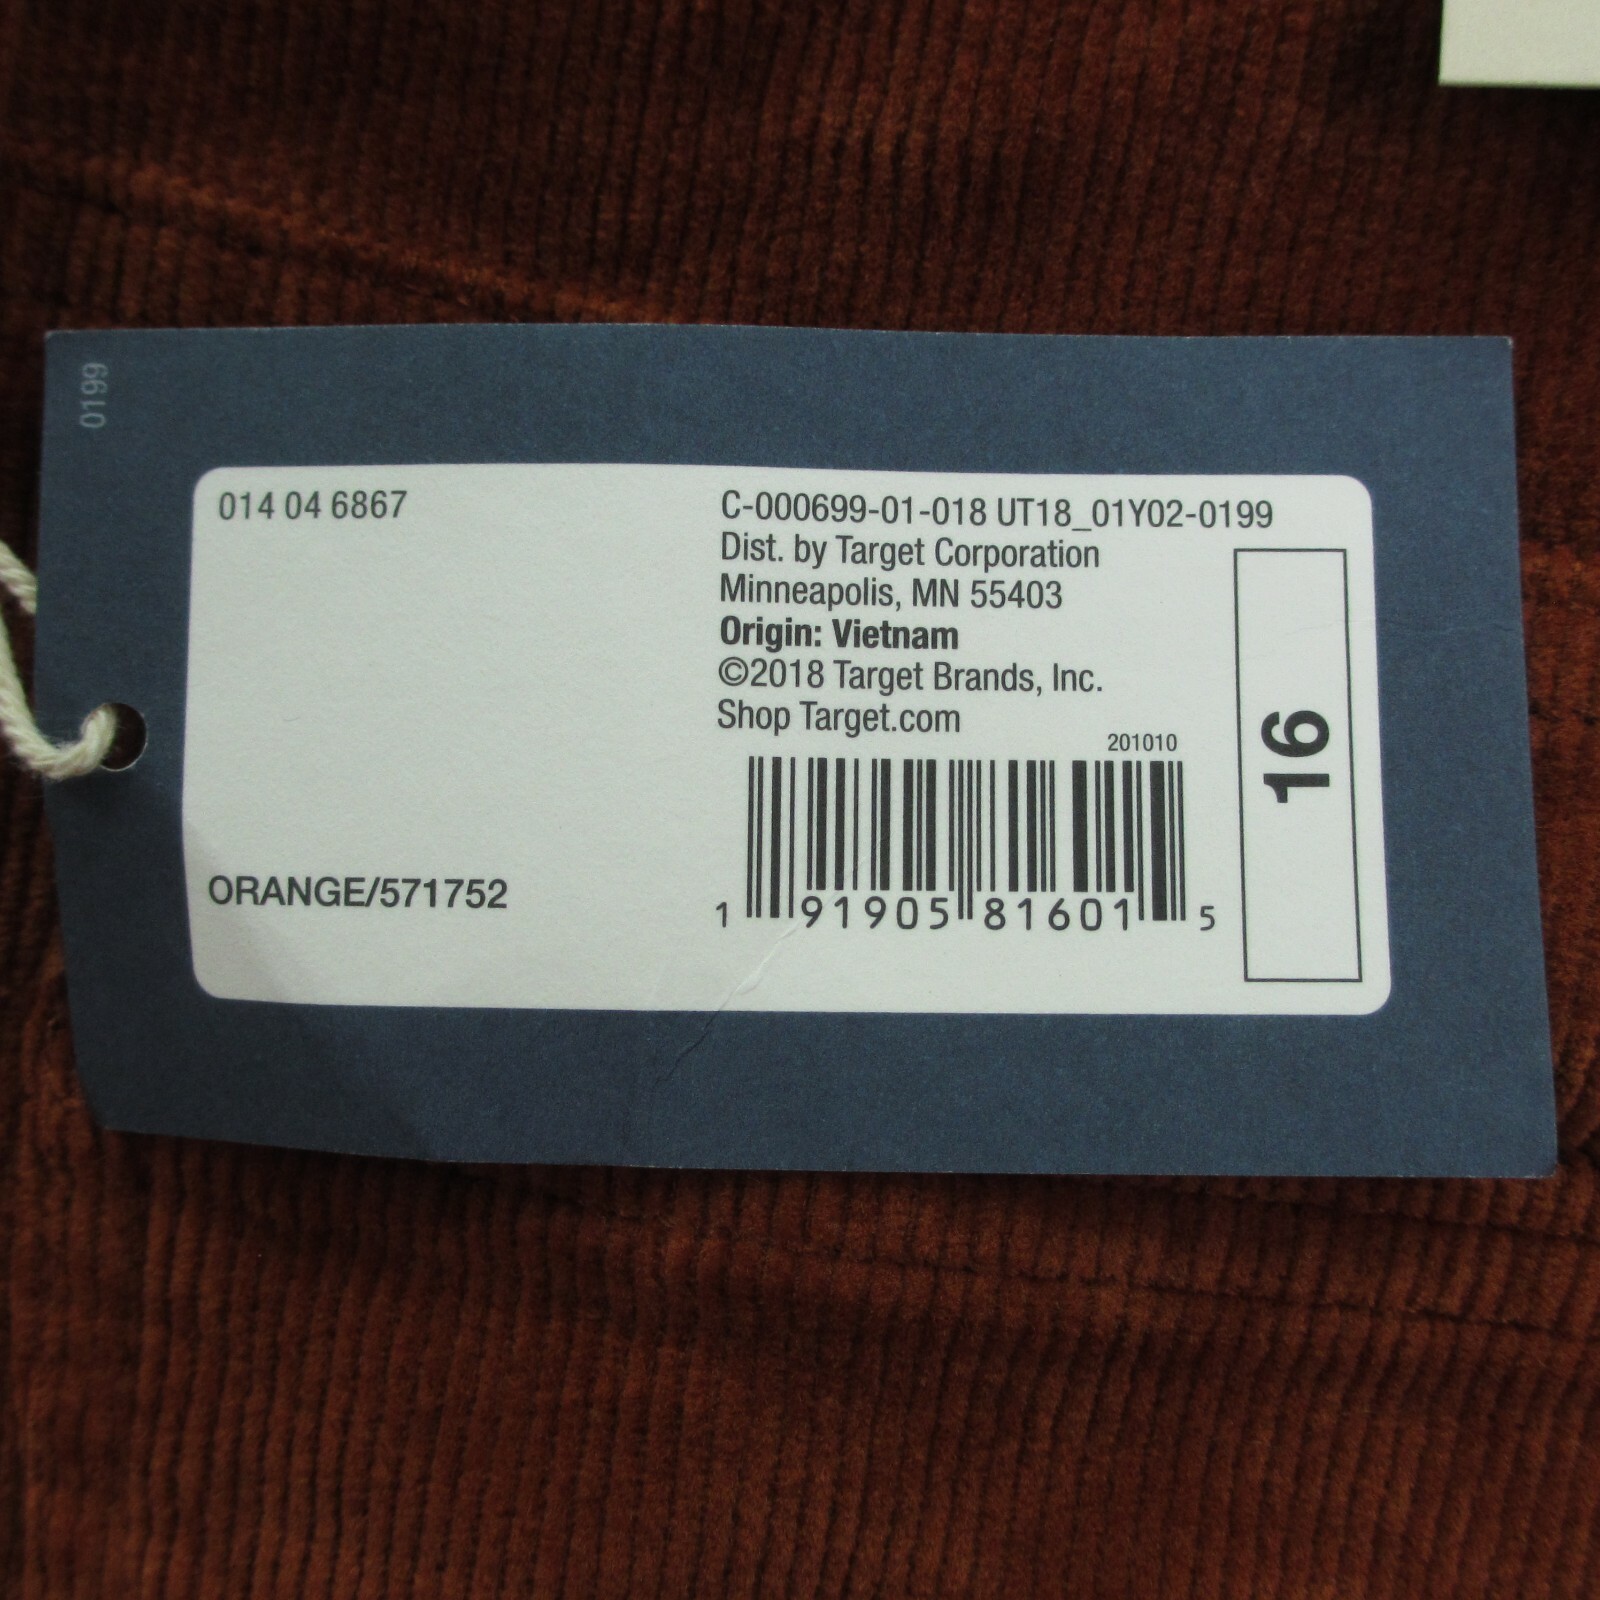 0199
014 04 6867
C-000699-01-018 UT18_01Y02-0199
Dist. by Target Corporation
Minneapolis, MN 55403
Origin: Vietnam
©2018 Target Brands, Inc.
Shop Target.com
201010
1 91905 81601 5
16
ORANGE/571752